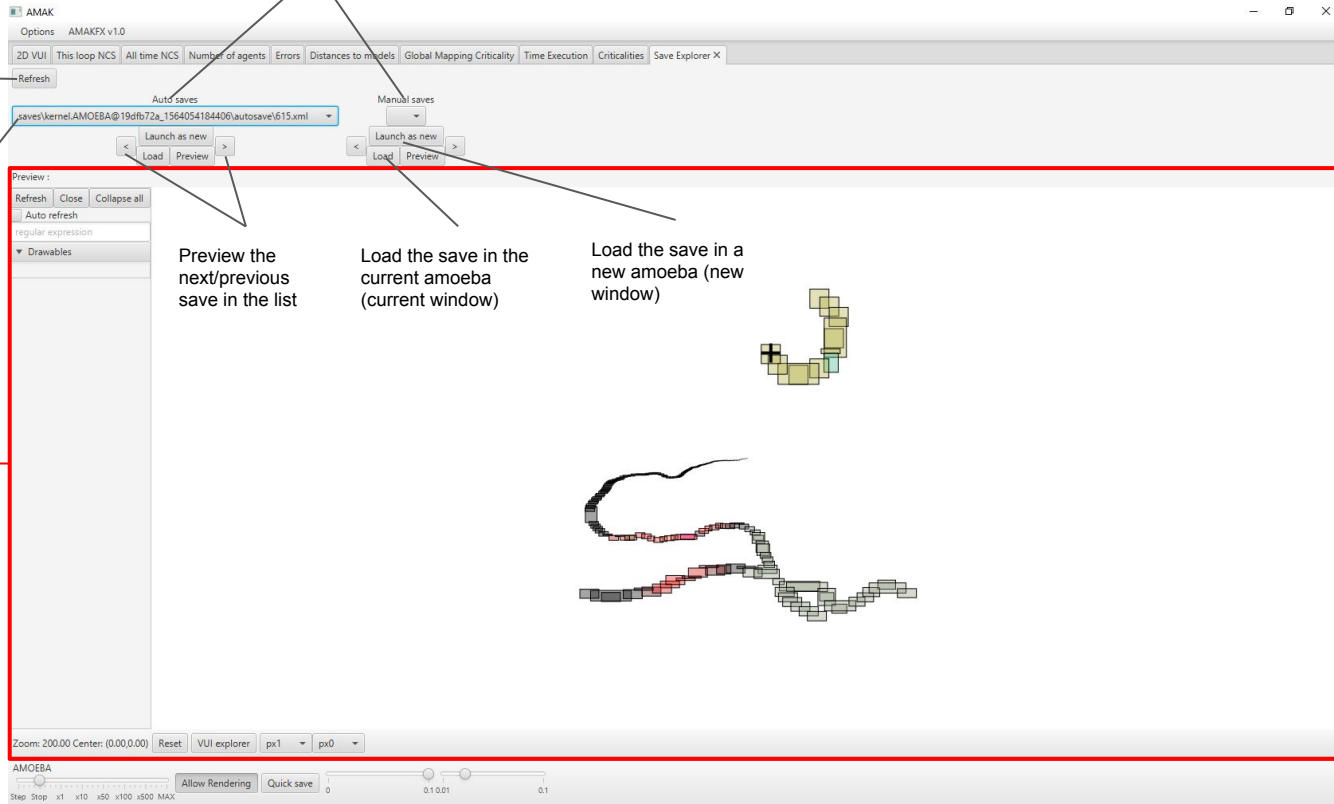 AMAK
Options AMAKFX v1.0
2D VUI This loop NCS All time NCS Number of agents Errors Distances to models Global Mapping Criticality Time Execution Criticalities Save Explorer ×
Refresh
Auto saves Manual saves
saves\kernel.AMOEBA@19dfb72a_1564054184406\autosave\615.xml
Launch as new Launch as new
< Load Preview > < Load Preview >
Preview :
Refresh Close Collapse all
Auto refresh
regular expression
Drawables
Preview the
next/previous
save in the list
Load the save in the
current amoeba
(current window)
Load the save in a
new amoeba (new
window)
Zoom: 200.00 Center: (0.00,0.00) Reset VUI explorer px1 px0
AMOEBA
Allow Rendering Quick save
0 0.1 0.01 0.1
Step Stop x1 x10 x50 x100 x500 MAX